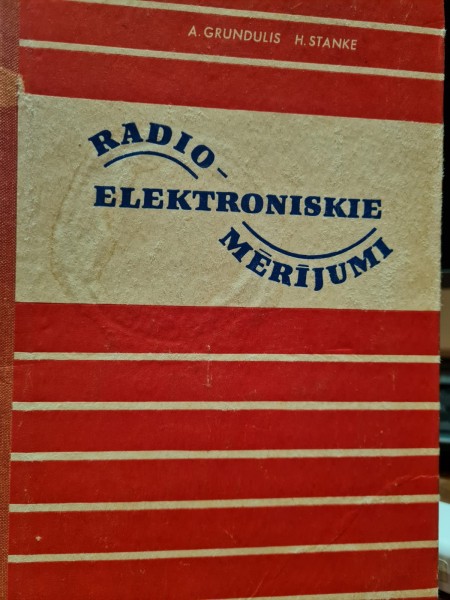 A. GRUNDULIS H. STANKE
RADIO-
ELEKTRONISKIE
MĒRĪJUMI